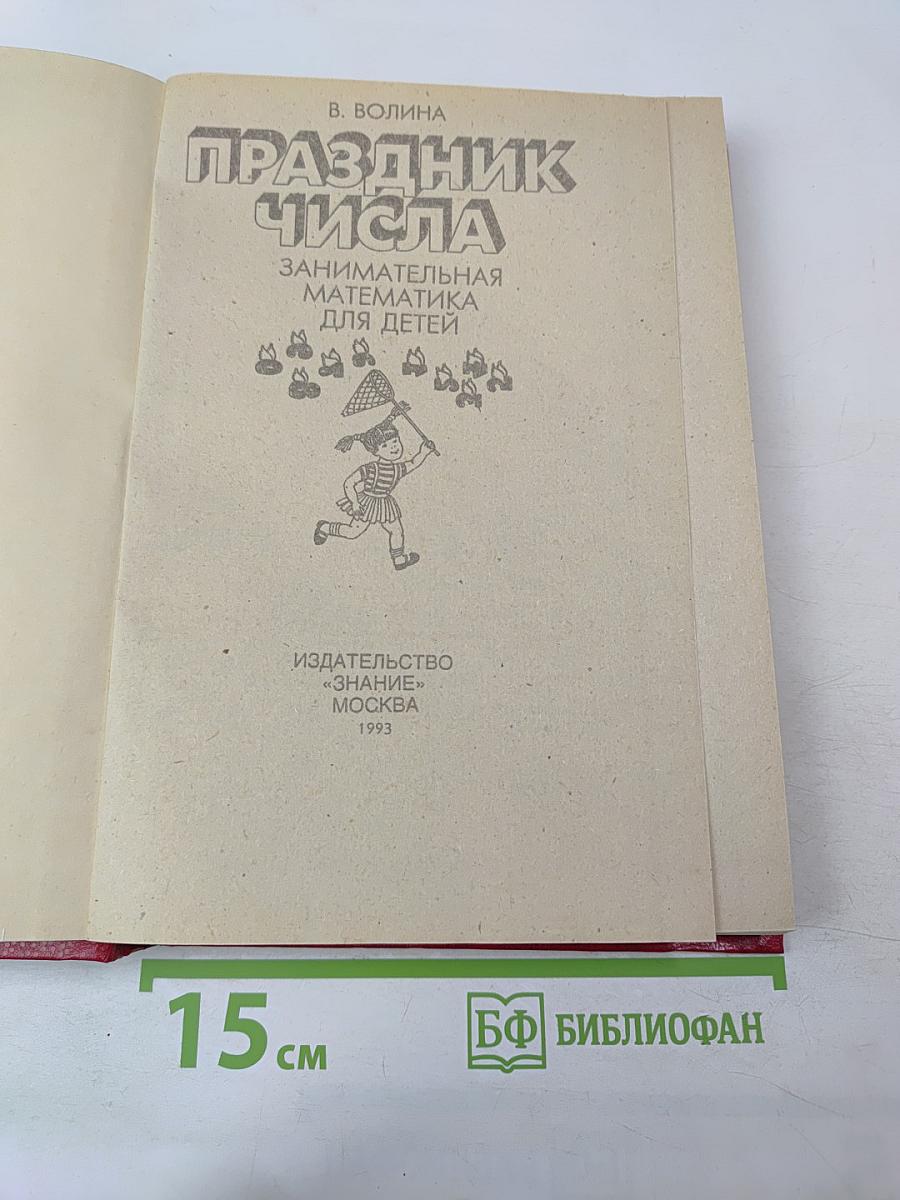 В. ВОЛИНА
ПРАЗДНИК
ЧИСЛА
ЗАНИМАТЕЛЬНАЯ
МАТЕМАТИКА
ДЛЯ ДЕТЕЙ
ИЗДАТЕЛЬСТВО
«ЗНАНИЕ»
МОСКВА
1993
15 см
БФ БИБЛИОФАН